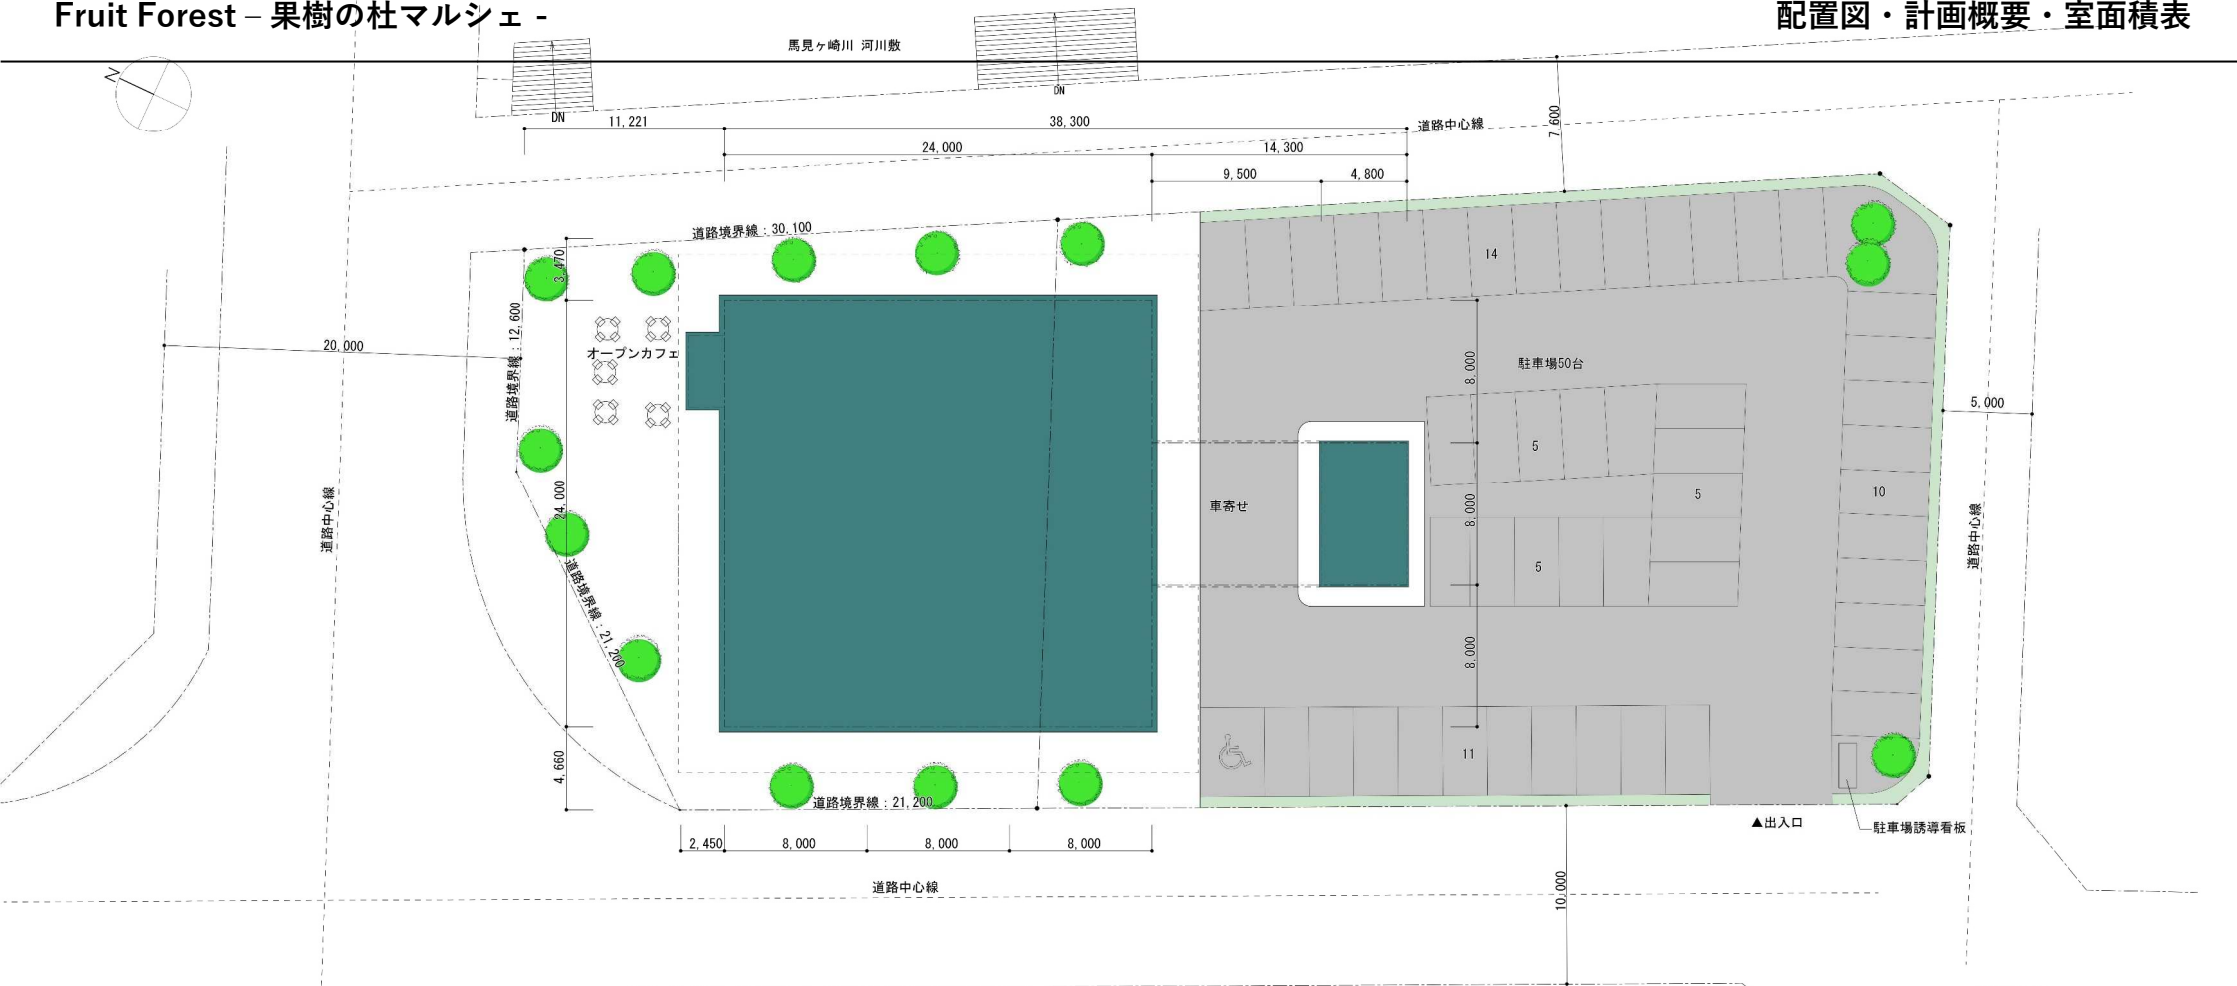 Fruit Forest – 果樹の杜マルシェ -
配置図・計画概要・室面積表
馬見ヶ崎川 河川敷
N
DN
DN
11,221
38,300
道路中心線
7,600
24,000
14,300
9,500
4,800
道路境界線：30,100
3,470
14
道路境界線：12,600
20,000
オープンカフェ
8,000
駐車場50台
5,000
5
5
10
24,000
車寄せ
8,000
道路中心線
道路中心線
5
道路境界線：21,200
8,000
4,660
11
道路境界線：21,200
▲出入口
駐車場誘導看板
2,450
8,000
8,000
8,000
道路中心線
10,000